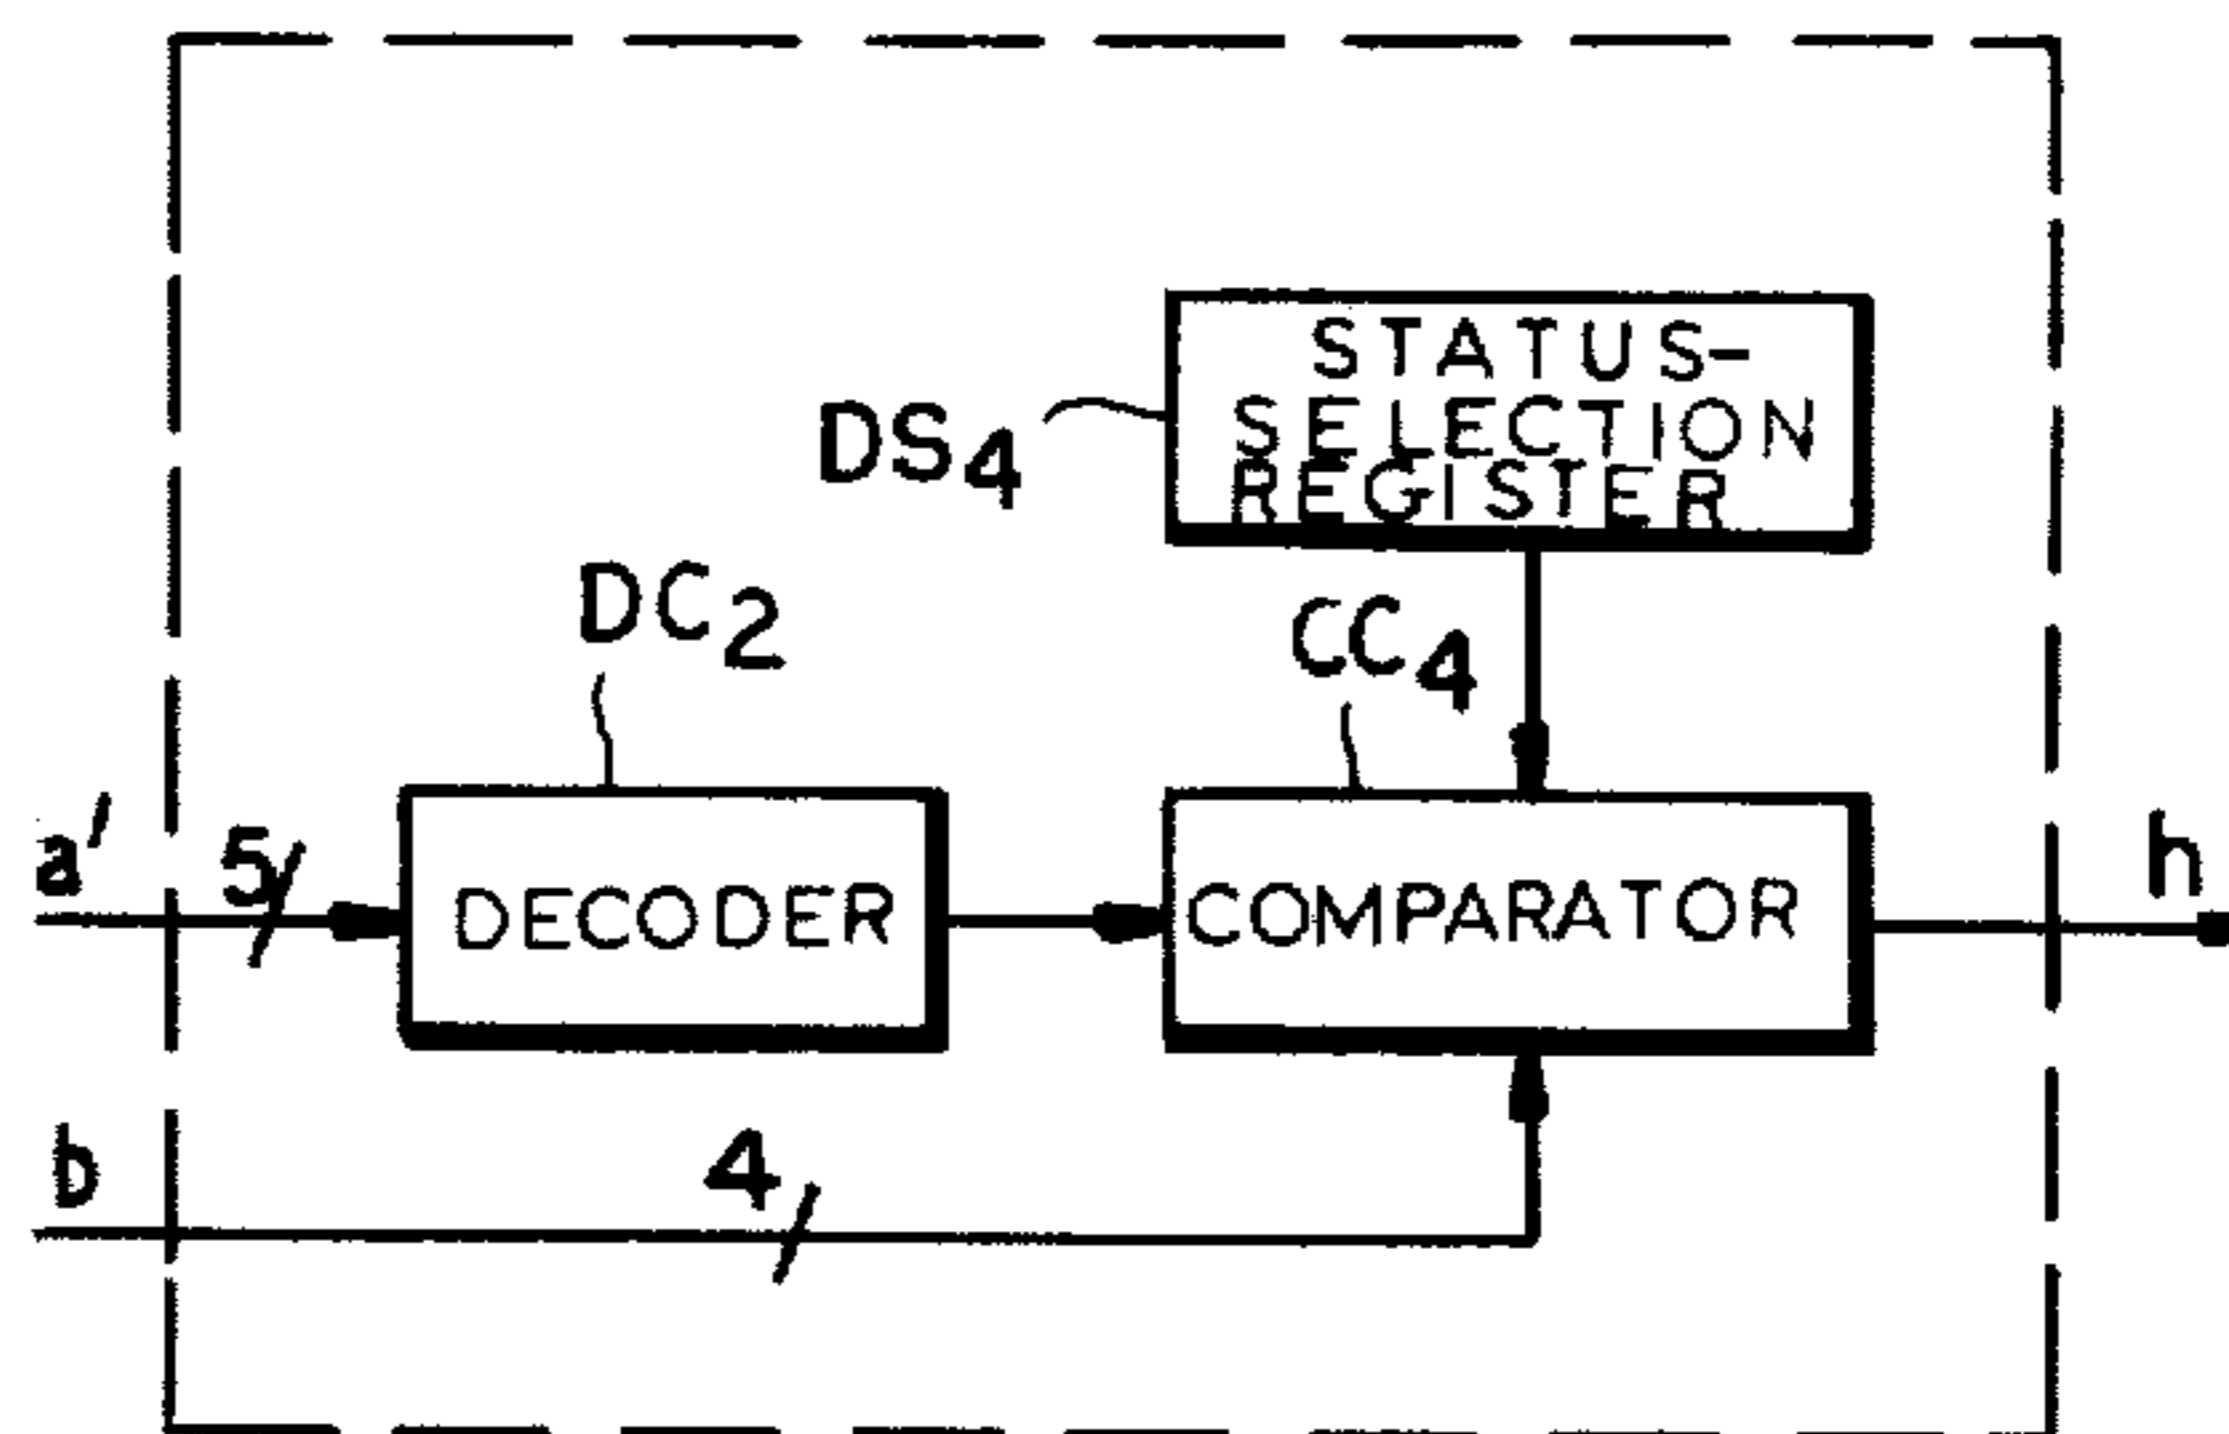 STATUS-
SELECTION
REGISTER
DS4
DC2
CC4
a'
5
DECODER
COMPARATOR
h
b
4